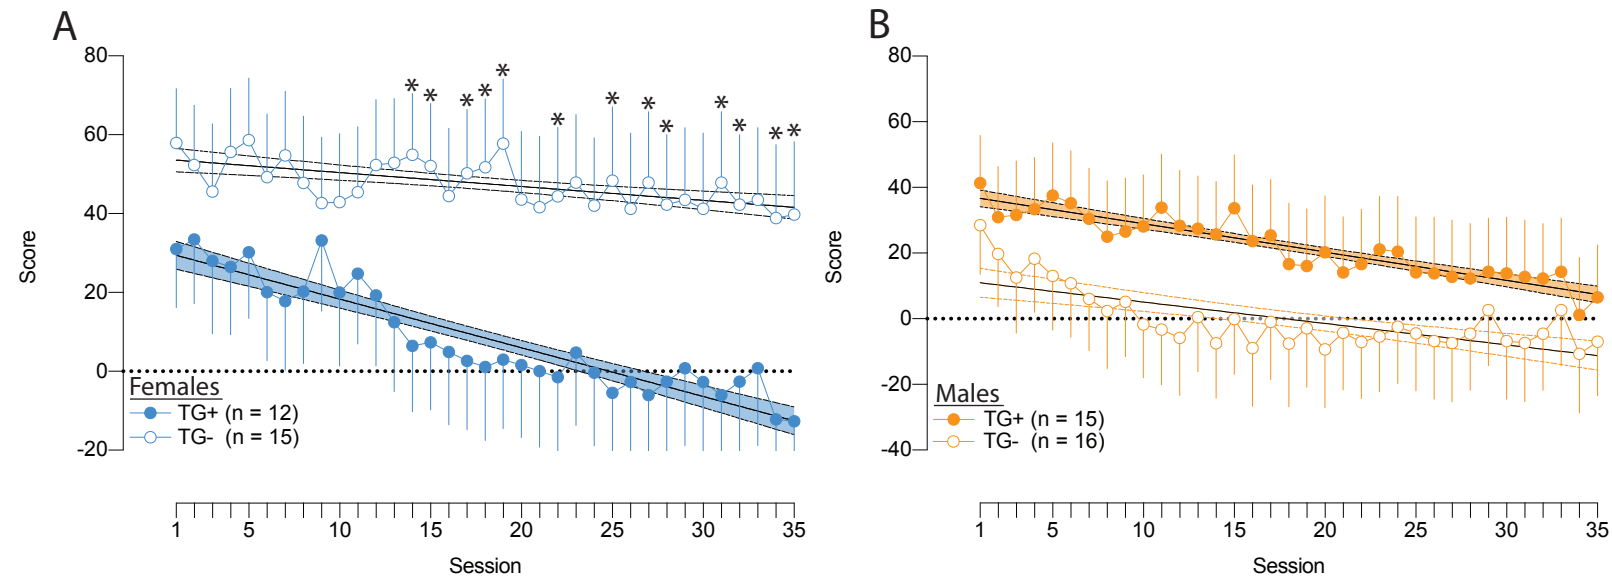 A
80
60
40
20
0
-20
Score
* * * * * * * * * * * * *
Females
TG+ (n = 12)
TG- (n = 15)
1 5 10 15 20 25 30 35
Session
B
80
60
40
20
0
-20
-40
Score
Males
TG+ (n = 15)
TG- (n = 16)
1 5 10 15 20 25 30 35
Session